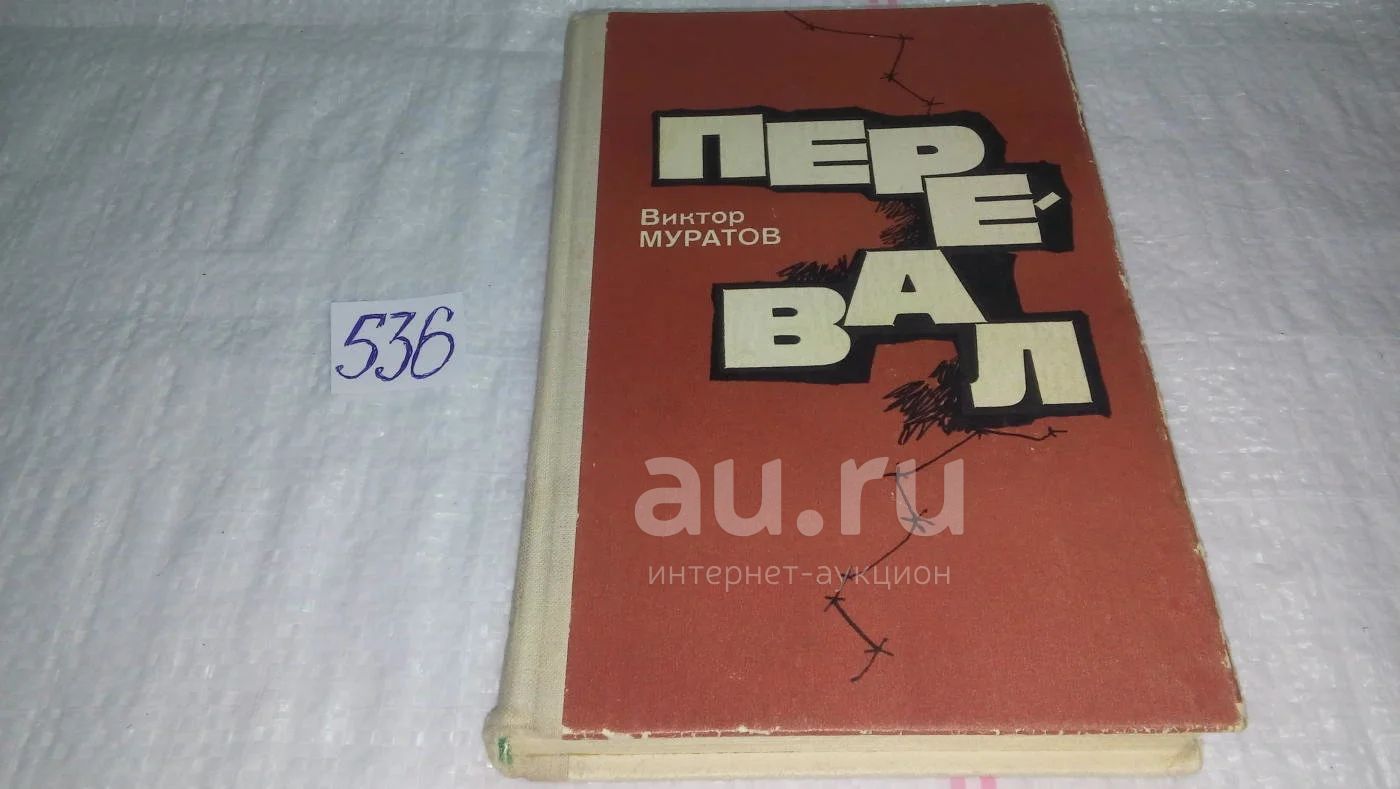 ПЕРЕ-
ВАЛ
Виктор
МУРАТОВ
536
au.ru
интернет-аукцион